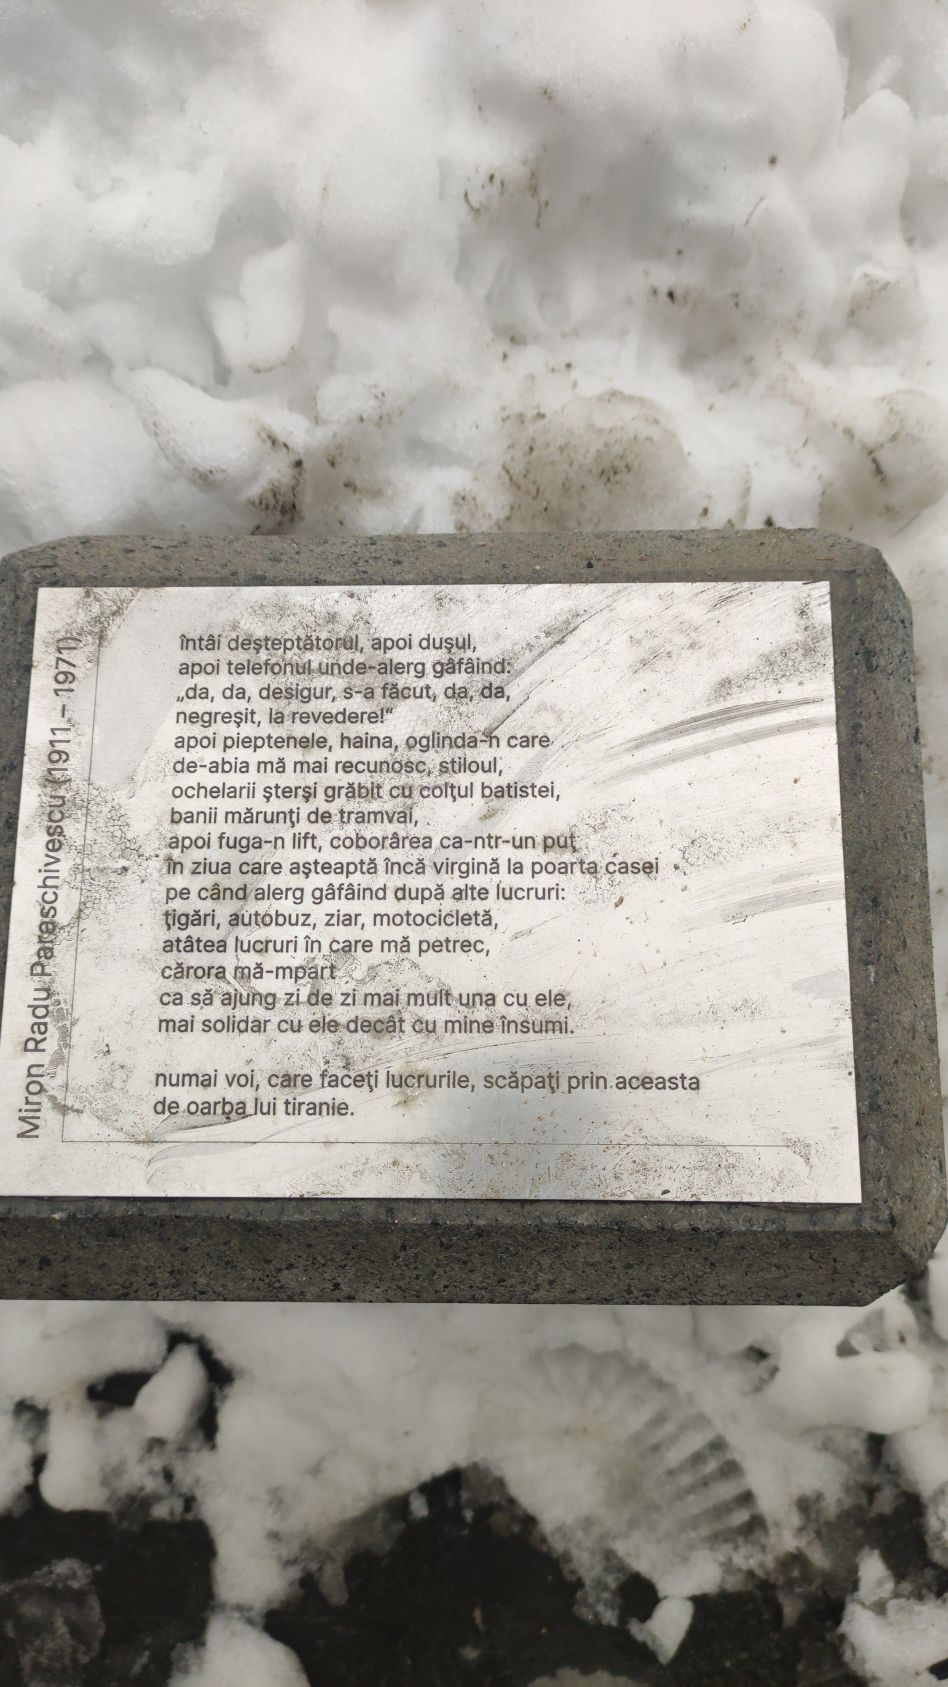 Miron Radu Paraschivescu (1911 – 1971)
întâi deşteptătorul, apoi duşul,
apoi telefonul unde-alerg gâfâind:
„da, da, desigur, s-a făcut, da, da,
negreşit, la revedere!”
apoi pieptenele, haina, oglinda-n care
de-abia mă mai recunosc, stiloul,
ochelarii şterşi grăbit cu colţul batistei,
banii mărunţi de tramvai,
apoi fuga-n lift, coborârea ca-ntr-un puţ
în ziua care aşteaptă încă virgină la poarta casei
pe când alerg gâfâind după alte lucruri:
ţigări, autobuz, ziar, motocicletă,
atâtea lucruri în care mă petrec,
cărora mă-mpart
ca să ajung zi de zi mai mult una cu ele,
mai solidar cu ele decât cu mine însumi.
numai voi, care faceţi lucrurile, scăpaţi prin aceasta
de oarba lui tiranie.